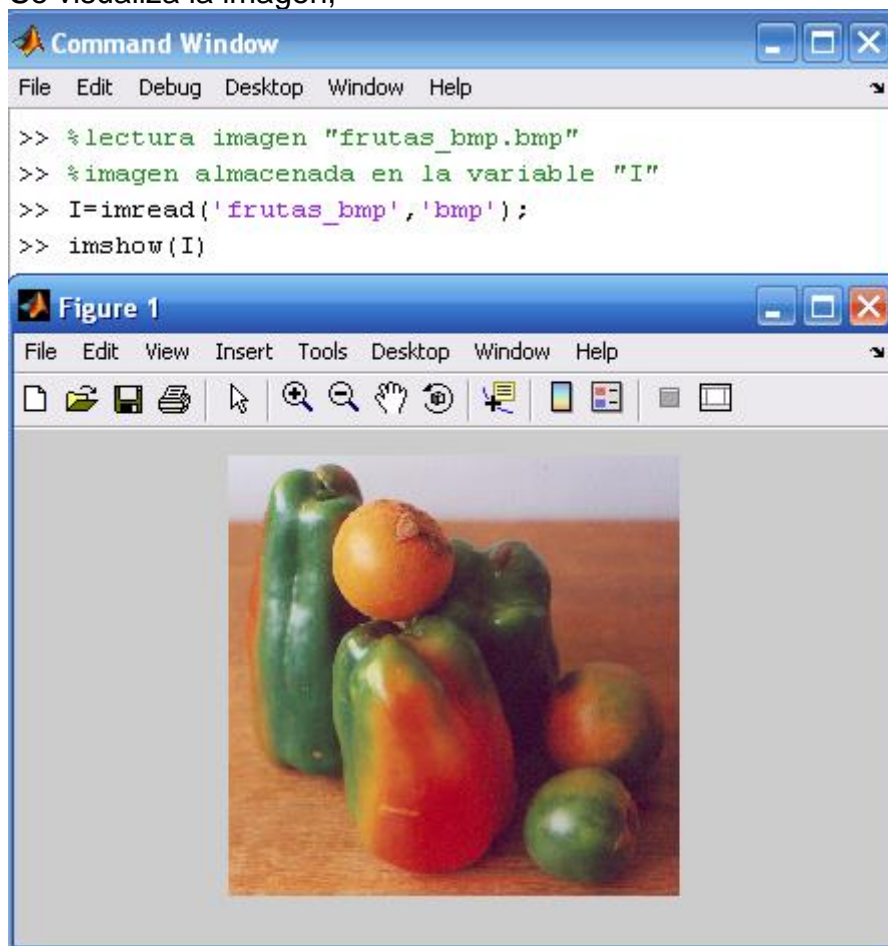 Se visualiza la imagen;
Command Window
File Edit Debug Desktop Window Help
>> %lectura imagen "frutas_bmp.bmp"
>> %imagen almacenada en la variable "I"
>> I=imread('frutas_bmp','bmp');
>> imshow(I)
Figure 1
File Edit View Insert Tools Desktop Window Help